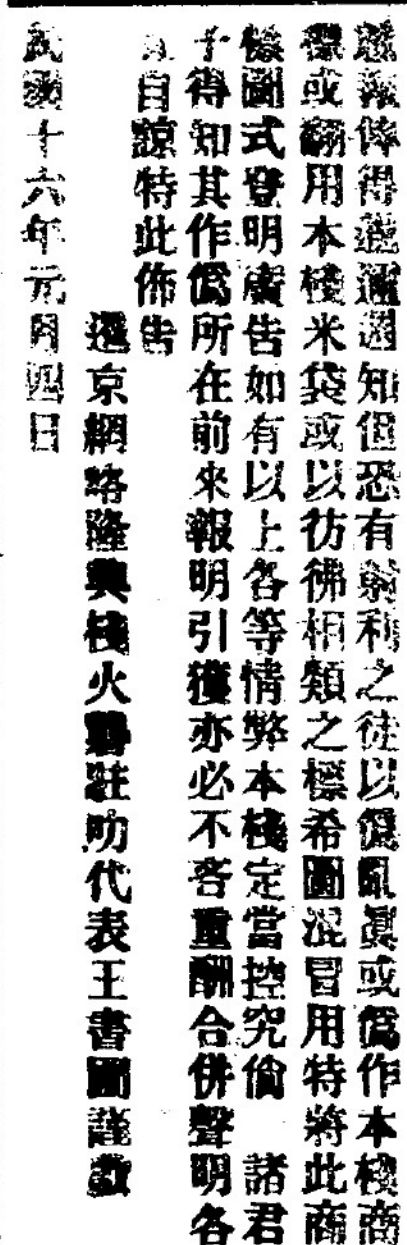 俾得週知但恐有射利之徒以僞亂真或僞作本棧商
標或翻用本棧米袋或以彷彿相類之標希圖混冒用特將此商
標圖式登明廣告如有以上各等情弊本棧定當控究倘 諸君
子得知其作僞所在前來報明引獲亦必不吝重酬合併聲明各
自諒特此佈告
暹京網咯隆興棧火礱駐叻代表王書圖謹啟
民國十六年元月四日